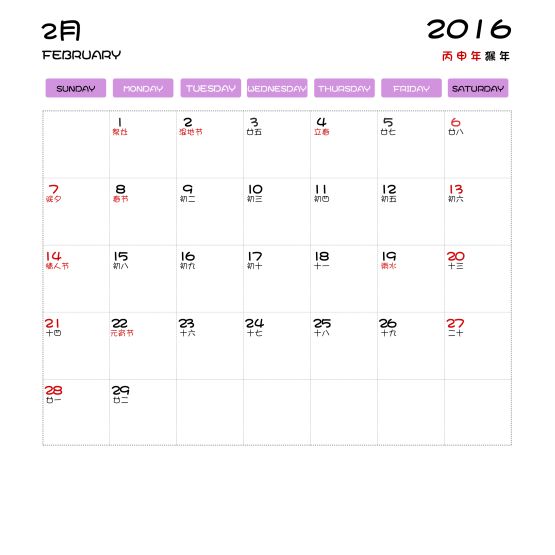 2月
2016
FEBRUARY
丙申年猴年
SUNDAY MONDAY TUESDAY WEDNESDAY THURSDAY FRIDAY SATURDAY
1 2 3 4 5 6
湿地节 廿五 立春 廿七 廿八
7 8 9 10 11 12 13
除夕 春节 初二 初三 初四 初五 初六
14 15 16 17 18 19 20
情人节 初八 初九 初十 十一 雨水 十三
21 22 23 24 25 26 27
十四 元宵节 十六 十七 十八 十九 二十
28 29
廿一 廿二